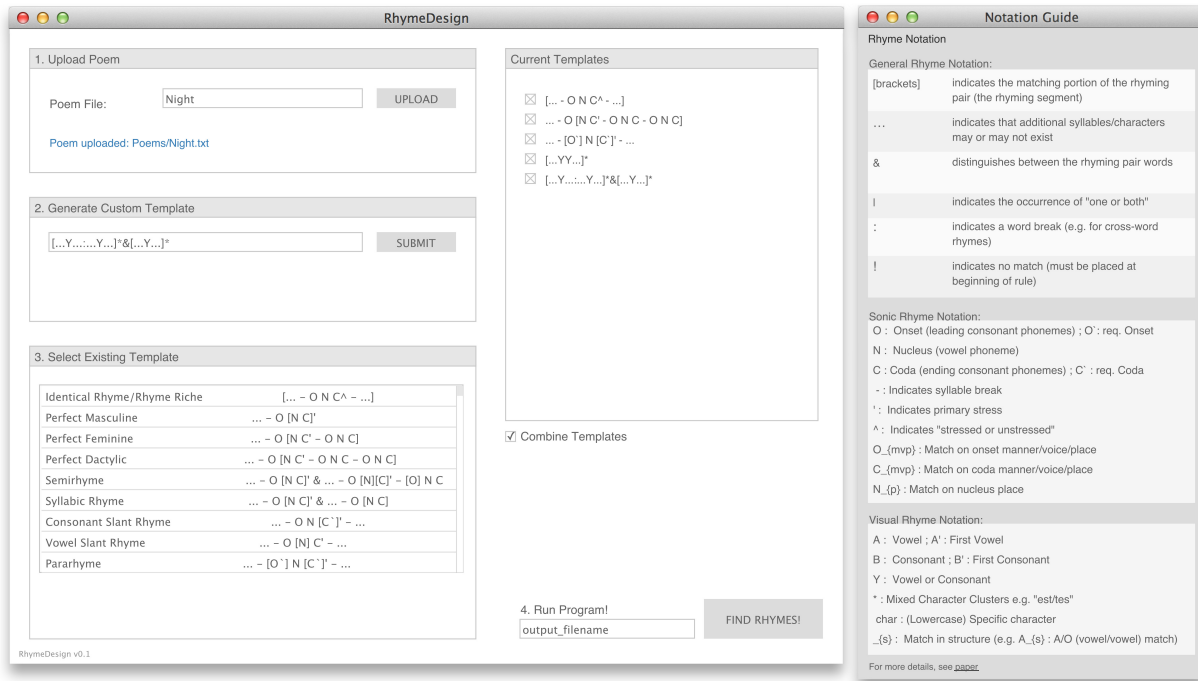 RhymeDesign
1. Upload Poem
Poem File:
Night
UPLOAD
Poem uploaded: Poems/Night.txt
2. Generate Custom Template
[...Y...:...Y...]*&[...Y...]*
SUBMIT
3. Select Existing Template
Identical Rhyme/Rhyme Riche [... – O N C^ – ...]
Perfect Masculine ... – O [N C]'
Perfect Feminine ... – O [N C' – O N C]
Perfect Dactylic ... – O [N C' – O N C – O N C]
Semirhyme ... – O [N C]' & ... – O [N][C]' – [O] N C
Syllabic Rhyme ... – O [N C]' & ... – O [N C]
Consonant Slant Rhyme ... – O N [C`]' – ...
Vowel Slant Rhyme ... – O [N] C' – ...
Pararhyme ... – [O`] N [C`]' – ...
RhymeDesign v0.1
Current Templates
[... - O N C^ - ...]
... - O [N C' - O N C - O N C]
... - [O`] N [C`]' - ...
[...YY...]*
[...Y...:...Y...]*&[...Y...]*
Combine Templates
4. Run Program!
output_filename
FIND RHYMES!
Notation Guide
Rhyme Notation
General Rhyme Notation:
[brackets] indicates the matching portion of the rhyming
pair (the rhyming segment)
... indicates that additional syllables/characters
may or may not exist
& distinguishes between the rhyming pair words
| indicates the occurrence of "one or both"
: indicates a word break (e.g. for cross-word
rhymes)
! indicates no match (must be placed at
beginning of rule)
Sonic Rhyme Notation:
O : Onset (leading consonant phonemes) ; O`: req. Onset
N : Nucleus (vowel phoneme)
C : Coda (ending consonant phonemes) ; C` : req. Coda
- : Indicates syllable break
' : Indicates primary stress
^ : Indicates "stressed or unstressed"
O_{mvp} : Match on onset manner/voice/place
C_{mvp} : Match on coda manner/voice/place
N_{p} : Match on nucleus place
Visual Rhyme Notation:
A : Vowel ; A' : First Vowel
B : Consonant ; B' : First Consonant
Y : Vowel or Consonant
* : Mixed Character Clusters e.g. "est/tes"
char : (Lowercase) Specific character
_{s} : Match in structure (e.g. A_{s} : A/O (vowel/vowel) match)
For more details, see paper